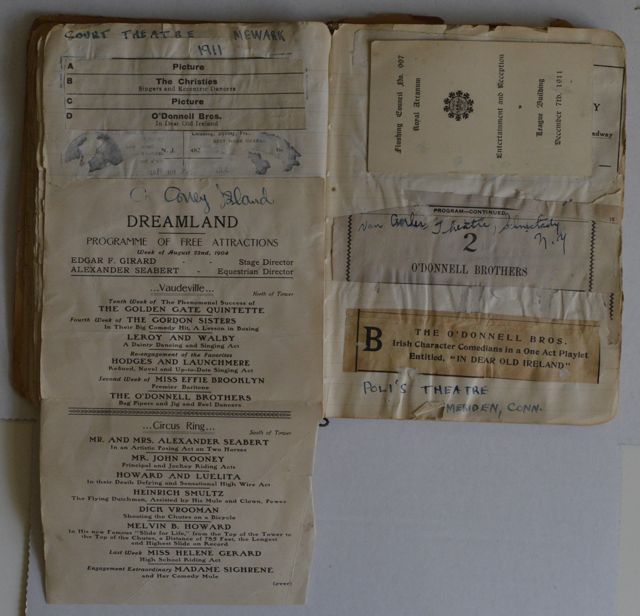 COURT THEATRE NEWARK
1911
A Picture
B The Christies
Singers and Eccentric Dancers
C Picture
D O'Donnell Bros.
In Dear Old Ireland
N. J.
Coney Island
DREAMLAND
PROGRAMME OF FREE ATTRACTIONS
Week of August 22nd, 1904
EDGAR F. GIRARD - - Stage Director
ALEXANDER SEABERT - Equestrian Director
...Vaudeville...
North of Tower
Tenth Week of The Phenomenal Success of
THE GOLDEN GATE QUINTETTE
Fourth Week of THE GORDON SISTERS
In Their Big Comedy Hit, A Lesson in Boxing
LEROY AND WALBY
A Dainty Dancing and Singing Act
Re-engagement of the Favorites
HODGES AND LAUNCHMERE
Refined, Novel and Up-to-Date Singing Act
Second Week of MISS EFFIE BROOKLYN
Premier Baritone
THE O'DONNELL BROTHERS
Bag Pipers and Jig and Reel Dancers
...Circus Ring...
South of Tower
MR. AND MRS. ALEXANDER SEABERT
In an Artistic Posing Act on Two Horses
MR. JOHN ROONEY
Principal and Jockey Riding Acts
HOWARD AND LUELITA
In their Death Defying and Sensational High Wire Act
HEINRICH SMULTZ
The Flying Dutchman, Assisted by His Mule and Clown, Power
DICK VROOMAN
Shooting the Chutes on a Bicycle
MELVIN B. HOWARD
In His new Famous "Slide for Life," from the Top of the Tower to
the Top of the Chutes, a Distance of 785 Feet, the Longest
and Highest Slide on Record
Last Week MISS HELENE GERARD
High School Riding Act
Engagement Extraordinary MADAME SIGHRENE
and Her Comedy Mule
(over)
Flushing Council No. 997
Royal Arcanum
Entertainment and Reception
League Building
December 7th, 1911
PROGRAM—CONTINUED
Van Curler Theatre, Schenectady
N.Y
2
O'DONNELL BROTHERS
B THE O'DONNELL BROS.
Irish Character Comedians in a One Act Playlet
Entitled, "IN DEAR OLD IRELAND"
POLI'S THEATRE
MERIDEN, CONN.